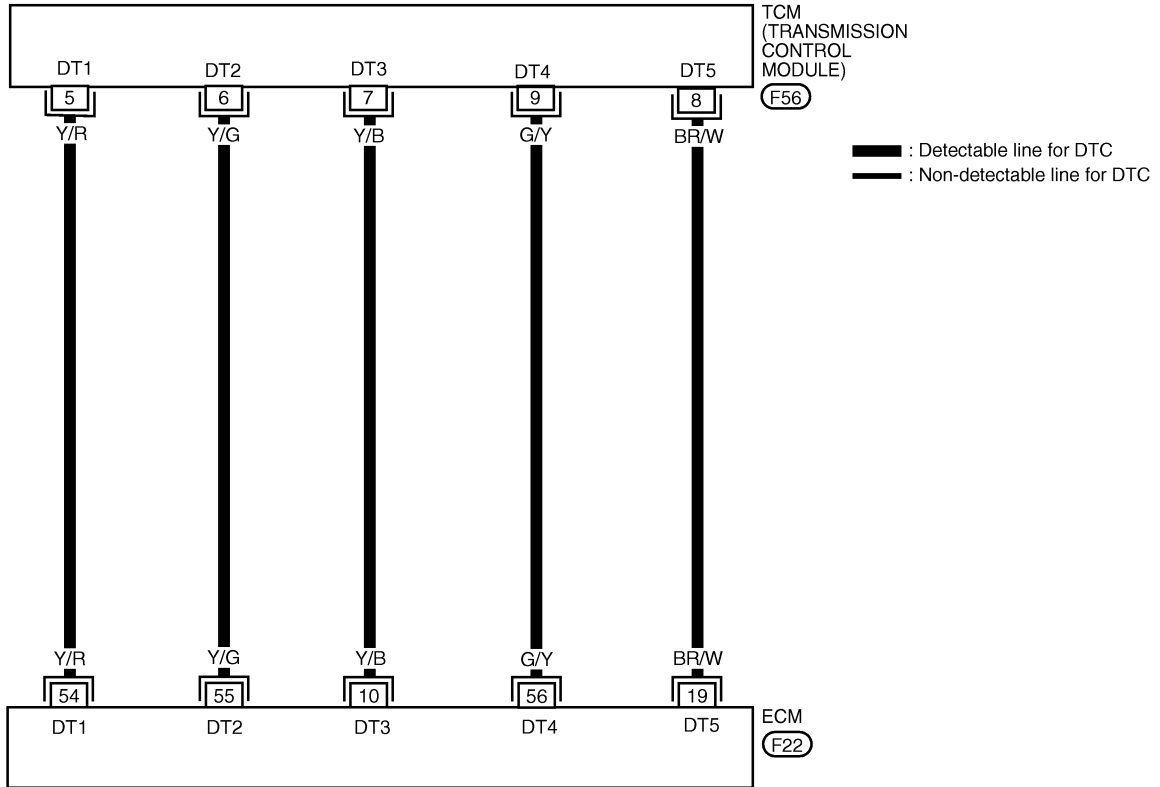 TCM
(TRANSMISSION
CONTROL
MODULE)
F56
DT1 DT2 DT3 DT4 DT5
5 6 7 9 8
Y/R Y/G Y/B G/Y BR/W
: Detectable line for DTC
: Non-detectable line for DTC
Y/R Y/G Y/B G/Y BR/W
54 55 10 56 19
DT1 DT2 DT3 DT4 DT5
ECM
F22